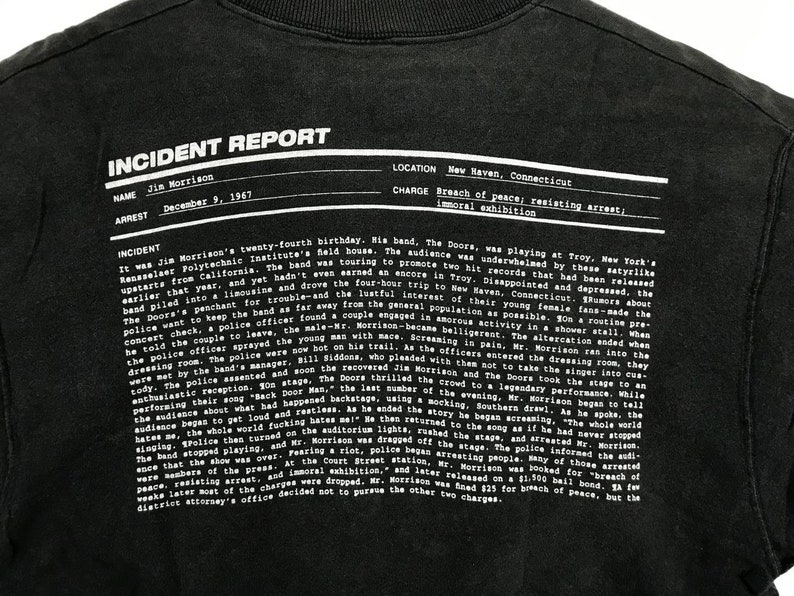 INCIDENT REPORT
NAME Jim Morrison LOCATION New Haven, Connecticut
ARREST December 9, 1967 CHARGE Breach of peace; resisting arrest;
immoral exhibition
INCIDENT
It was Jim Morrison's twenty-fourth birthday. His band, The Doors, was playing at Troy, New York's
Rensselaer Polytechnic Institute's field house. The audience was underwhelmed by these satyrlike
upstarts from California. The band was touring to promote two hit records that had been released
earlier that year, and yet hadn't even earned an encore in Troy. Disappointed and depressed, the
band piled into a limousine and drove the four-hour trip to New Haven, Connecticut. ¶Rumors about
The Doors's penchant for trouble—and the lustful interest of their young female fans—made the
police want to keep the band as far away from the general population as possible. ¶On a routine pre-
concert check, a police officer found a couple engaged in amorous activity in a shower stall. When
he told the couple to leave, the male—Mr. Morrison—became belligerent. The altercation ended when
the police officer sprayed the young man with mace. Screaming in pain, Mr. Morrison ran into the
dressing room. The police were now hot on his trail. As the officers entered the dressing room, they
were met by the band's manager, Bill Siddons, who pleaded with them not to take the singer into cus-
tody. The police assented and soon the recovered Jim Morrison and The Doors took the stage to an
enthusiastic reception. ¶On stage, The Doors thrilled the crowd to a legendary performance. While
performing their song "Back Door Man," the last number of the evening, Mr. Morrison began to tell
the audience about what had happened backstage, using a mocking, Southern drawl. As he spoke, the
audience began to get loud and restless. As he ended the story he began screaming, "The whole world
hates me, the whole world fucking hates me!" He then returned to the song as if he had never stopped
singing. ¶Police then turned on the auditorium lights, rushed the stage, and arrested Mr. Morrison.
The band stopped playing, and Mr. Morrison was dragged off the stage. The police informed the audi-
ence that the show was over. Fearing a riot, police began arresting people. Many of those arrested
were members of the press. At the Court Street station, Mr. Morrison was booked for "breach of
peace, resisting arrest, and immoral exhibition," and later released on a $1,500 bail bond. ¶A few
weeks later most of the charges were dropped. Mr. Morrison was fined $25 for breach of peace, but the
district attorney's office decided not to pursue the other two charges.